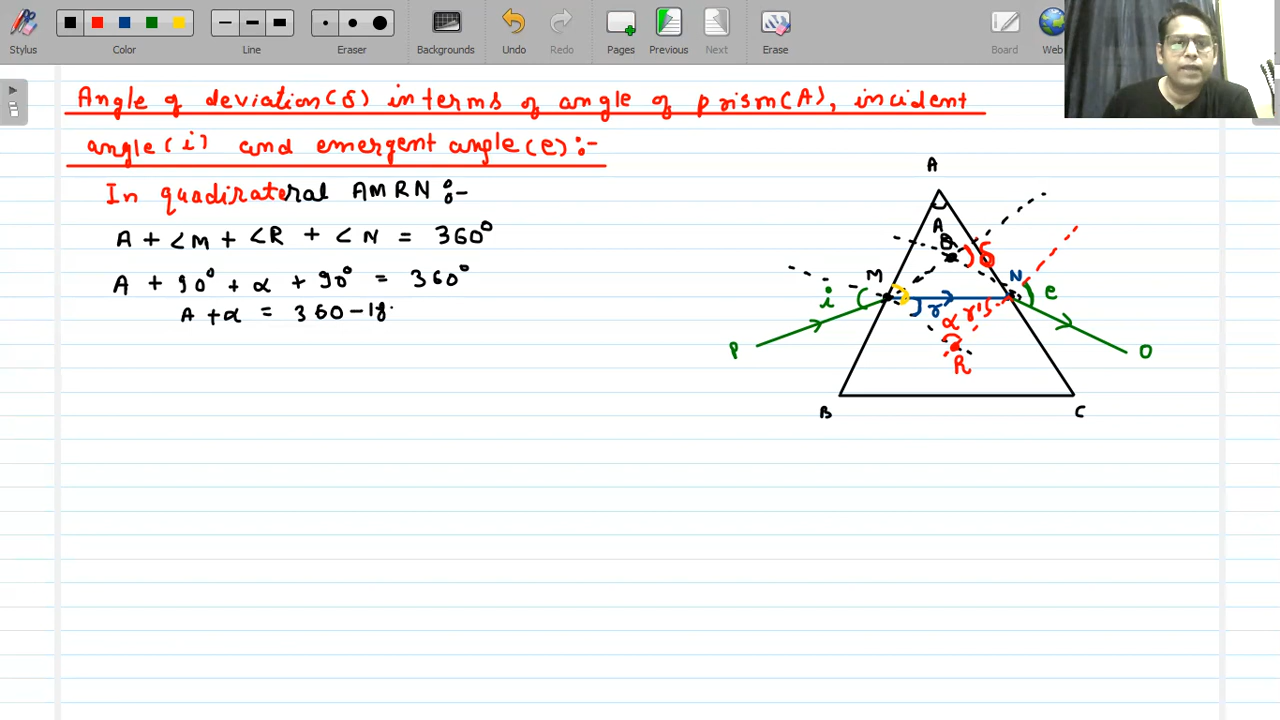 Stylus Color Line Eraser Backgrounds Undo Redo Pages Previous Next Erase Board Web
Angle of deviation(δ) in terms of angle of prism(A), incident
angle(i) and emergent angle(e):-
In quadirateral AMRN:-
A + ∠M + ∠R + ∠N = 360°
A + 90° + α + 90° = 360°
A + α = 360-18
A
A
θ
δ
M
N
i
e
r
r'
α
P
R
O
B
C